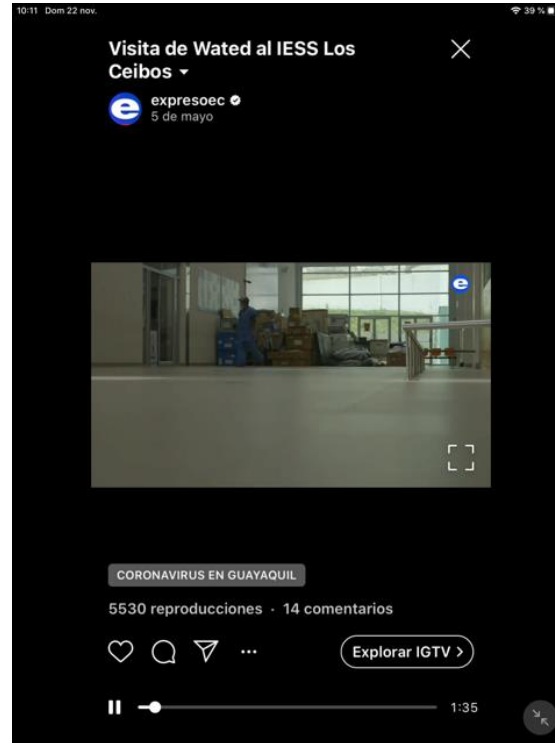 10:11 Dom 22 nov. 39 %
Visita de Wated al IESS Los
Ceibos
expresoec
5 de mayo
e
CORONAVIRUS EN GUAYAQUIL
5530 reproducciones · 14 comentarios
Explorar IGTV >
1:35